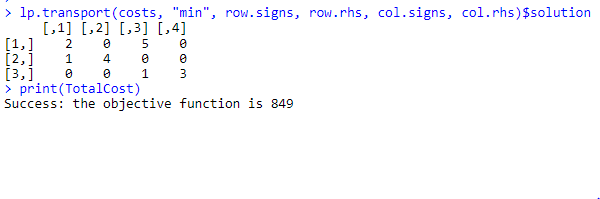 > lp.transport(costs, "min", row.signs, row.rhs, col.signs, col.rhs)$solution
     [,1] [,2] [,3] [,4]
[1,]    2    0    5    0
[2,]    1    4    0    0
[3,]    0    0    1    3
> print(TotalCost)
Success: the objective function is 849